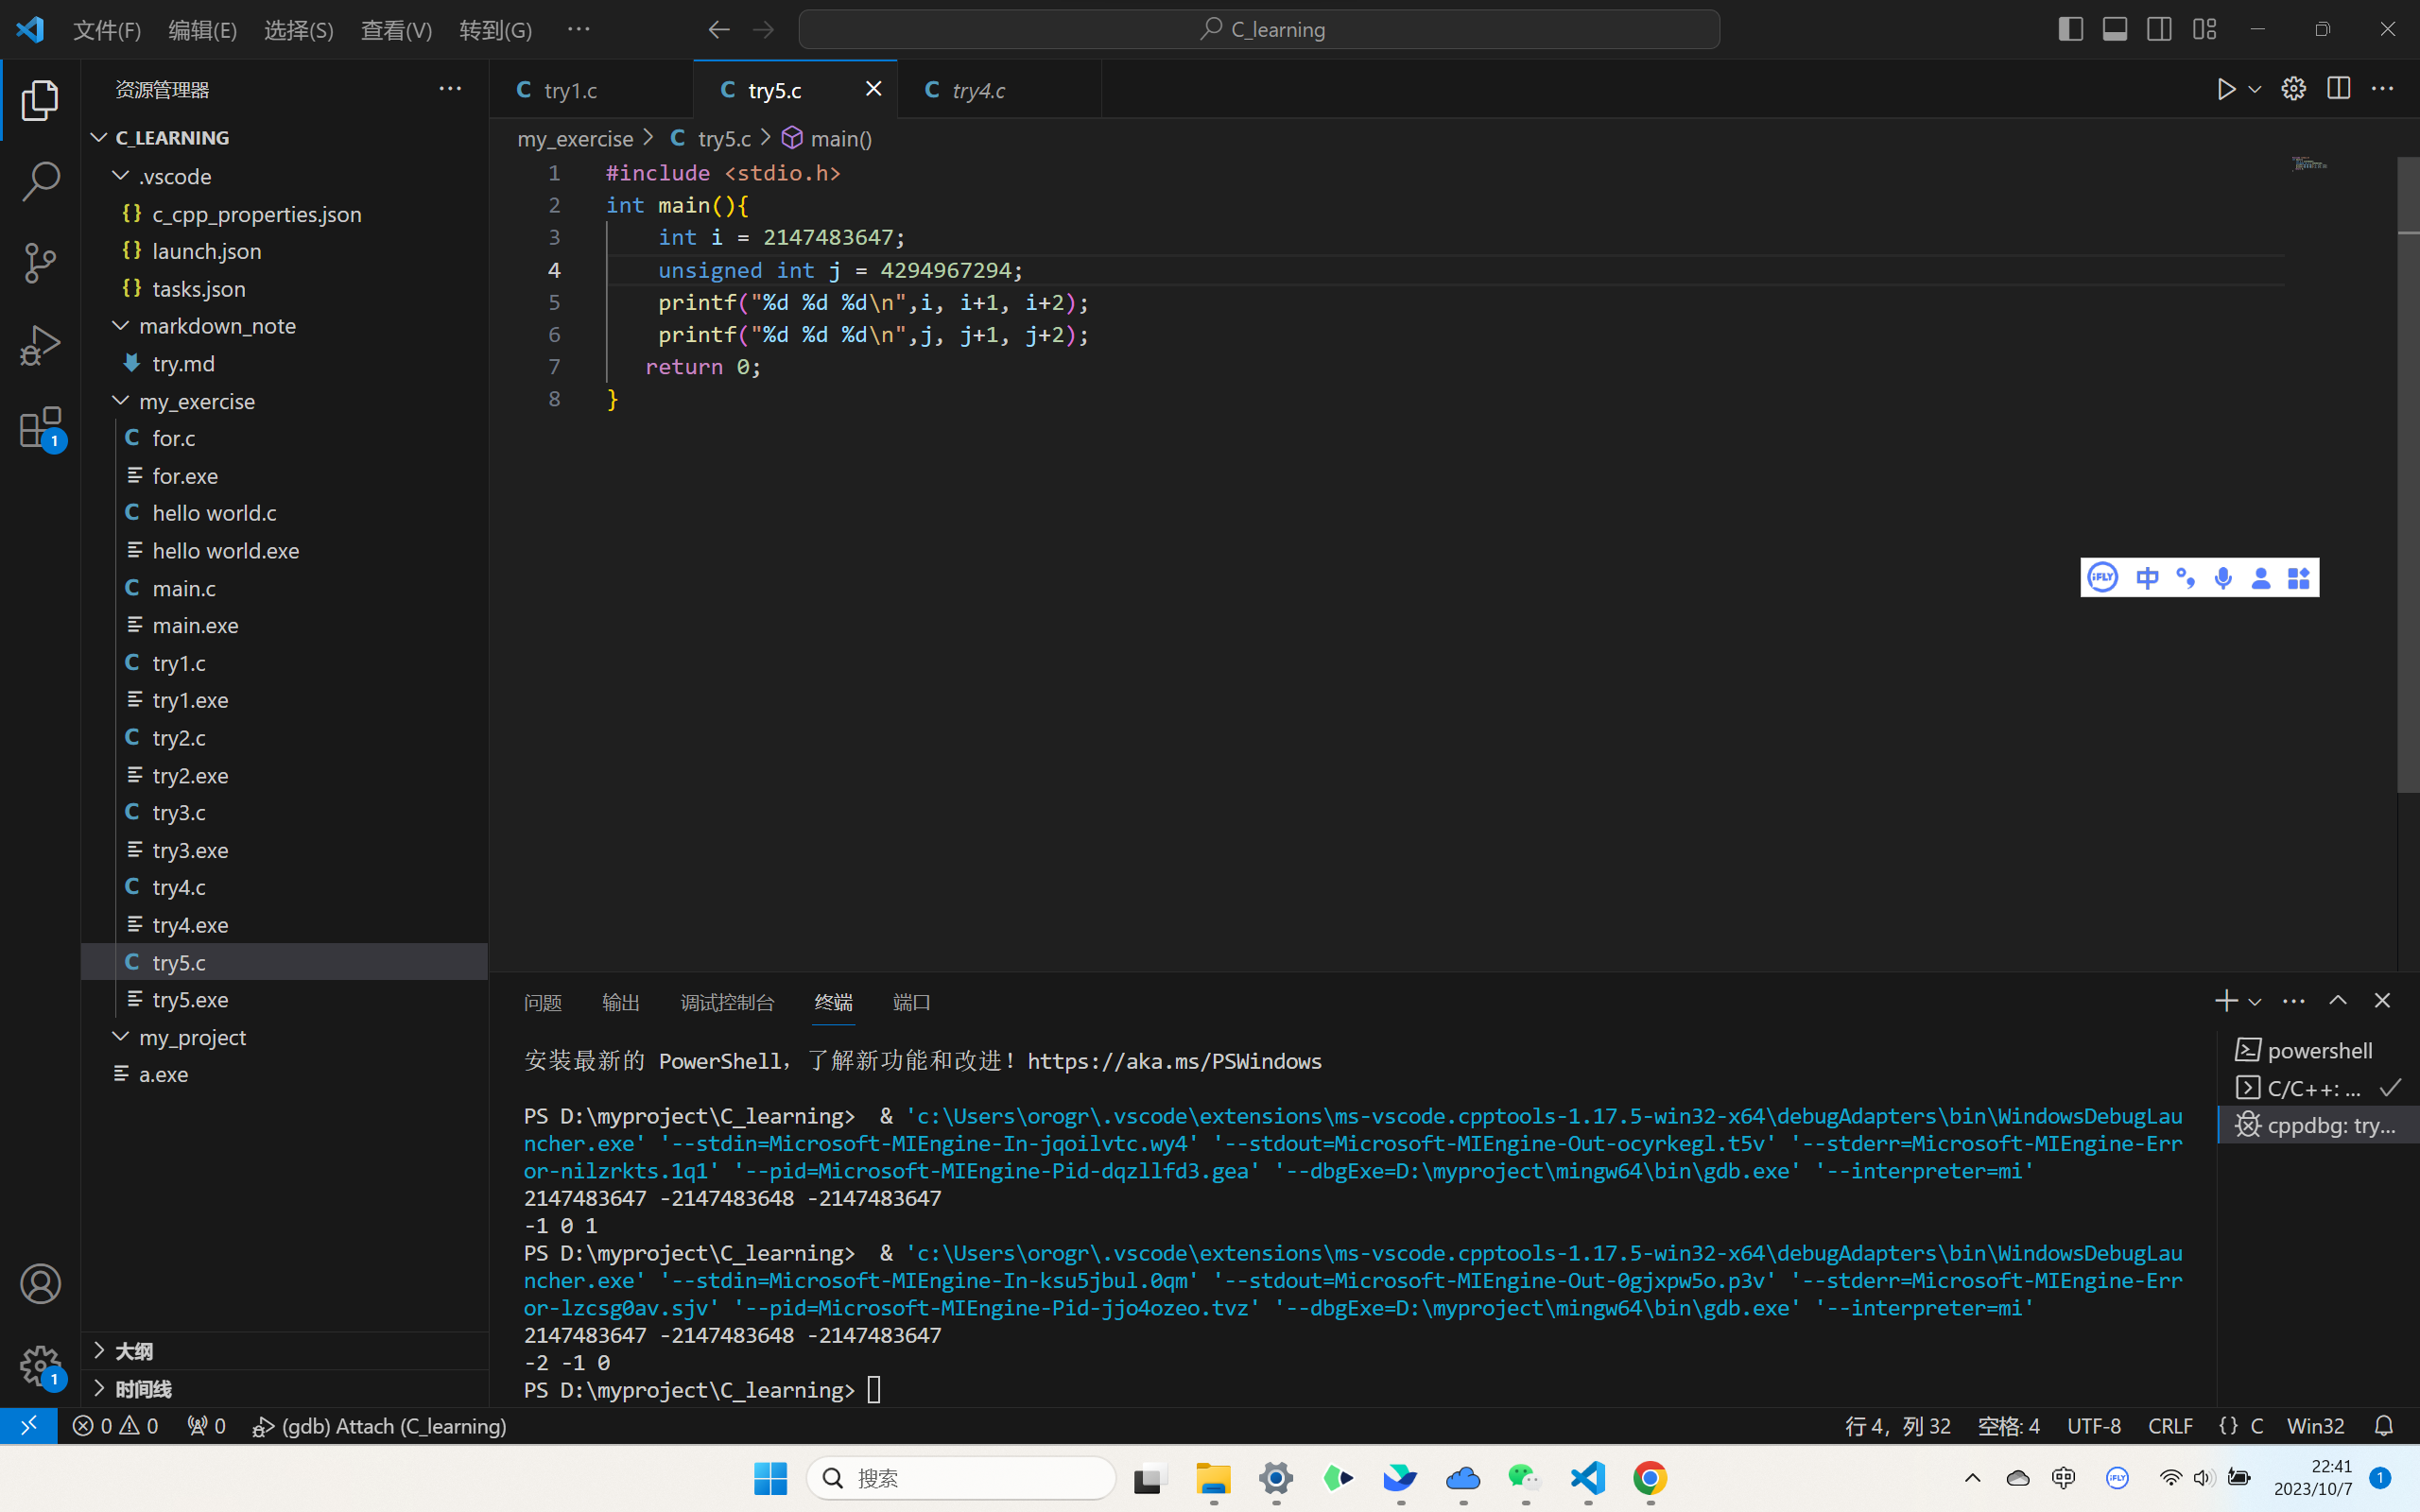 文件(F) 编辑(E) 选择(S) 查看(V) 转到(G) ··· C_learning
资源管理器 ···
C_LEARNING
.vscode
{} c_cpp_properties.json
{} launch.json
{} tasks.json
markdown_note
try.md
my_exercise
C for.c
for.exe
C hello world.c
hello world.exe
C main.c
main.exe
C try1.c
try1.exe
C try2.c
try2.exe
C try3.c
try3.exe
C try4.c
try4.exe
C try5.c
try5.exe
my_project
a.exe
大纲
时间线
1
1
C try1.c C try5.c C try4.c
my_exercise > C try5.c > main()
1 #include <stdio.h>
2 int main(){
3 int i = 2147483647;
4 unsigned int j = 4294967294;
5 printf("%d %d %d\n",i, i+1, i+2);
6 printf("%d %d %d\n",j, j+1, j+2);
7 return 0;
8 }
iFLY 中
问题 输出 调试控制台 终端 端口
安装最新的 PowerShell，了解新功能和改进！https://aka.ms/PSWindows
PS D:\myproject\C_learning>  & 'c:\Users\orogr\.vscode\extensions\ms-vscode.cpptools-1.17.5-win32-x64\debugAdapters\bin\WindowsDebugLau
ncher.exe' '--stdin=Microsoft-MIEngine-In-jqoilvtc.wy4' '--stdout=Microsoft-MIEngine-Out-ocyrkegl.t5v' '--stderr=Microsoft-MIEngine-Err
or-nilzrkts.1q1' '--pid=Microsoft-MIEngine-Pid-dqzllfd3.gea' '--dbgExe=D:\myproject\mingw64\bin\gdb.exe' '--interpreter=mi'
2147483647 -2147483648 -2147483647
-1 0 1
PS D:\myproject\C_learning>  & 'c:\Users\orogr\.vscode\extensions\ms-vscode.cpptools-1.17.5-win32-x64\debugAdapters\bin\WindowsDebugLau
ncher.exe' '--stdin=Microsoft-MIEngine-In-ksu5jbul.0qm' '--stdout=Microsoft-MIEngine-Out-0gjxpw5o.p3v' '--stderr=Microsoft-MIEngine-Err
or-lzcsg0av.sjv' '--pid=Microsoft-MIEngine-Pid-jjo4ozeo.tvz' '--dbgExe=D:\myproject\mingw64\bin\gdb.exe' '--interpreter=mi'
2147483647 -2147483648 -2147483647
-2 -1 0
PS D:\myproject\C_learning>
powershell
C/C++: ...
cppdbg: try...
0 0 0 (gdb) Attach (C_learning) 行 4，列 32 空格: 4 UTF-8 CRLF {} C Win32
搜索 中 iFLY 22:41 1
2023/10/7